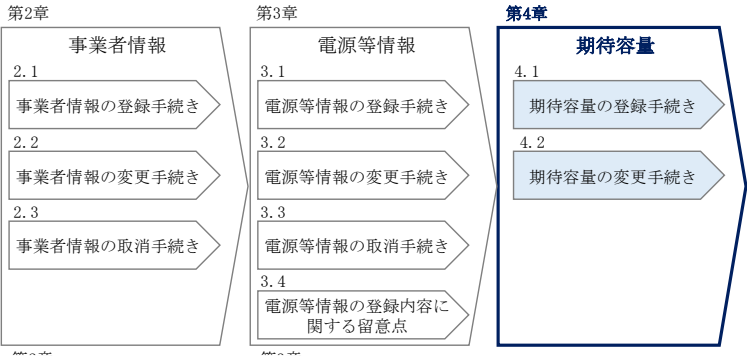 第2章
事業者情報
2.1
事業者情報の登録手続き
2.2
事業者情報の変更手続き
2.3
事業者情報の取消手続き
第3章
電源等情報
3.1
電源等情報の登録手続き
3.2
電源等情報の変更手続き
3.3
電源等情報の取消手続き
3.4
電源等情報の登録内容に
関する留意点
第4章
期待容量
4.1
期待容量の登録手続き
4.2
期待容量の変更手続き